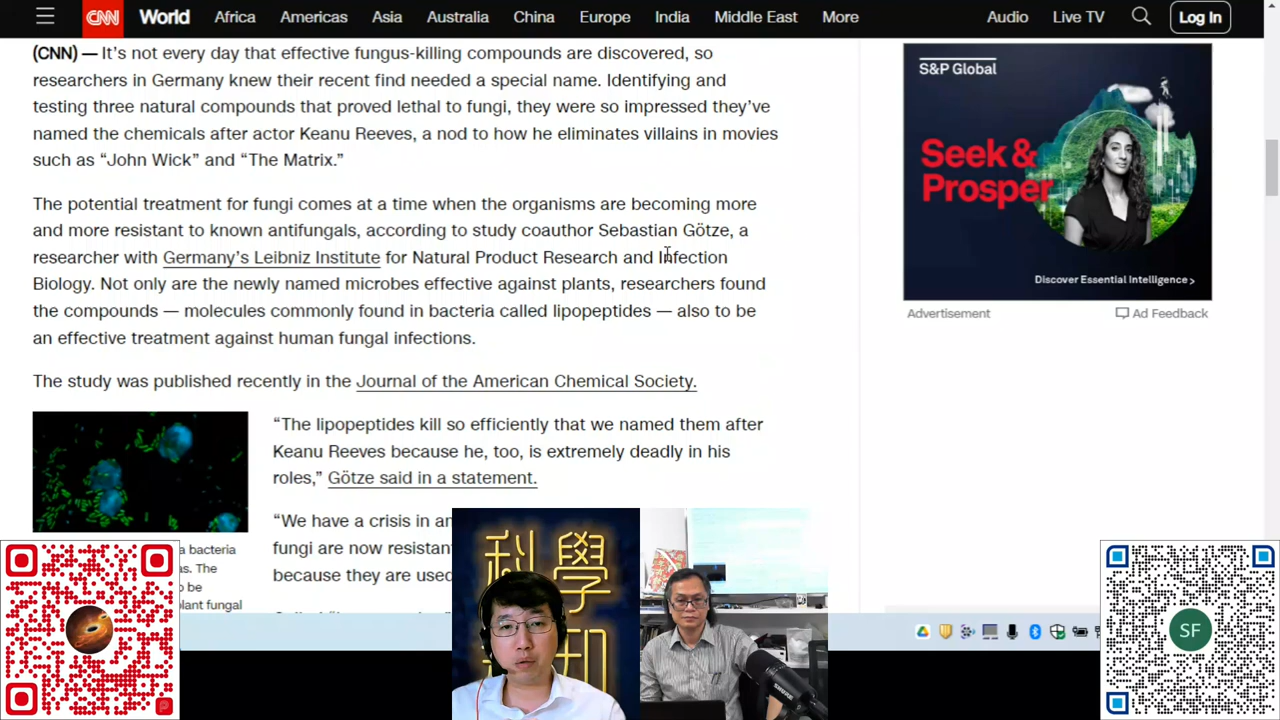 CNN World Africa Americas Asia Australia China Europe India Middle East More Audio Live TV Log In
(CNN) — It's not every day that effective fungus-killing compounds are discovered, so
researchers in Germany knew their recent find needed a special name. Identifying and
testing three natural compounds that proved lethal to fungi, they were so impressed they've
named the chemicals after actor Keanu Reeves, a nod to how he eliminates villains in movies
such as “John Wick” and “The Matrix.”
The potential treatment for fungi comes at a time when the organisms are becoming more
and more resistant to known antifungals, according to study coauthor Sebastian Götze, a
researcher with Germany's Leibniz Institute for Natural Product Research and Infection
Biology. Not only are the newly named microbes effective against plants, researchers found
the compounds — molecules commonly found in bacteria called lipopeptides — also to be
an effective treatment against human fungal infections.
The study was published recently in the Journal of the American Chemical Society.
“The lipopeptides kill so efficiently that we named them after
Keanu Reeves because he, too, is extremely deadly in his
roles,” Götze said in a statement.
“We have a crisis in
fungi are now resistan
because they are used
a bacteria
as. The
o be
plant fungal
S&P Global
Seek &
Prosper
Discover Essential Intelligence >
Advertisement Ad Feedback
科學
SF